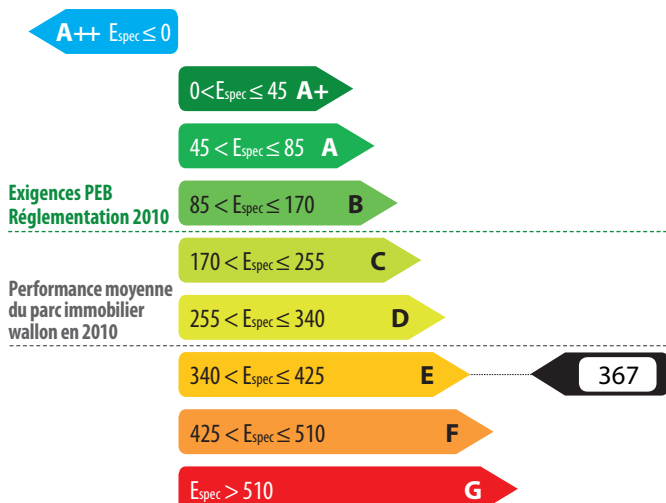 A++ Espec ≤ 0
0<Espec ≤ 45 A+
45 < Espec ≤ 85 A
Exigences PEB
Réglementation 2010
85 < Espec ≤ 170 B
170 < Espec ≤ 255 C
Performance moyenne
du parc immobilier
wallon en 2010
255 < Espec ≤ 340 D
340 < Espec ≤ 425 E
367
425 < Espec ≤ 510 F
Espec > 510 G